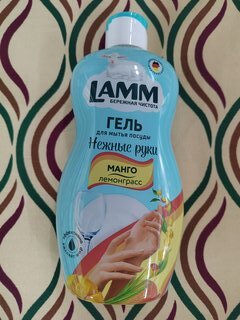 LAMM
БЕРЕЖНАЯ ЧИСТОТА
ГЕЛЬ
ДЛЯ МЫТЬЯ ПОСУДЫ
Нежные руки
МАНГО
лемонграсс